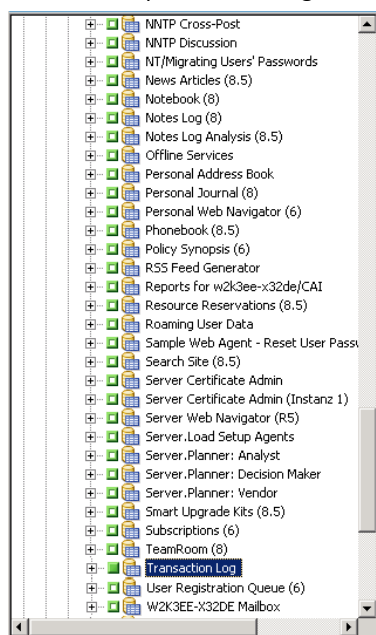 NNTP Cross-Post
NNTP Discussion
NT/Migrating Users' Passwords
News Articles (8.5)
Notebook (8)
Notes Log (8)
Notes Log Analysis (8.5)
Offline Services
Personal Address Book
Personal Journal (8)
Personal Web Navigator (6)
Phonebook (8.5)
Policy Synopsis (6)
RSS Feed Generator
Reports for w2k3ee-x32de/CAI
Resource Reservations (8.5)
Roaming User Data
Sample Web Agent - Reset User Passw
Search Site (8.5)
Server Certificate Admin
Server Certificate Admin (Instanz 1)
Server Web Navigator (R5)
Server.Load Setup Agents
Server.Planner: Analyst
Server.Planner: Decision Maker
Server.Planner: Vendor
Smart Upgrade Kits (8.5)
Subscriptions (6)
TeamRoom (8)
Transaction Log
User Registration Queue (6)
W2K3EE-X32DE Mailbox